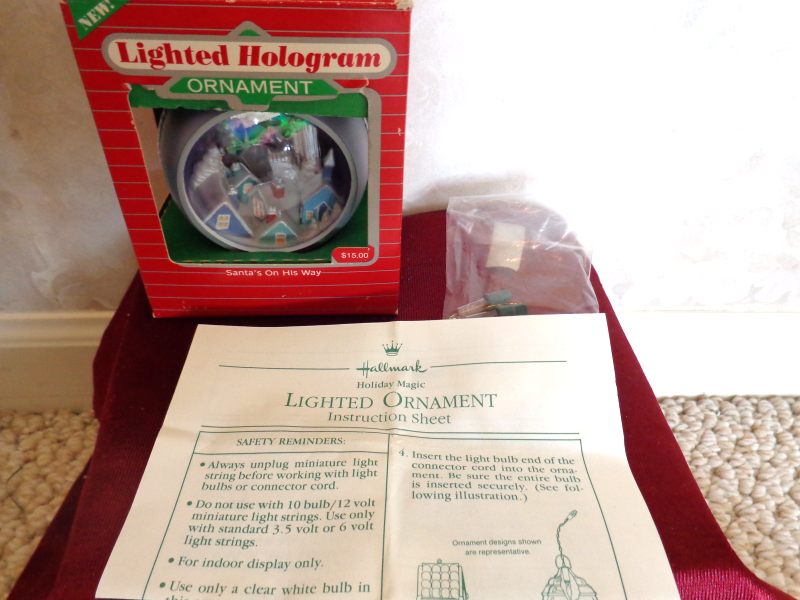 NEW!
Lighted Hologram
ORNAMENT
$15.00
Santa's On His Way
Hallmark
Holiday Magic
LIGHTED ORNAMENT
Instruction Sheet
SAFETY REMINDERS:
• Always unplug miniature light
string before working with light
bulbs or connector cord.
• Do not use with 10 bulb/12 volt
miniature light strings. Use only
with standard 3.5 volt or 6 volt
light strings.
• For indoor display only.
• Use only a clear white bulb in
4. Insert the light bulb end of the
connector cord into the orna-
ment. Be sure the entire bulb
is inserted securely. (See fol-
lowing illustration.)
Ornament designs shown
are representative.